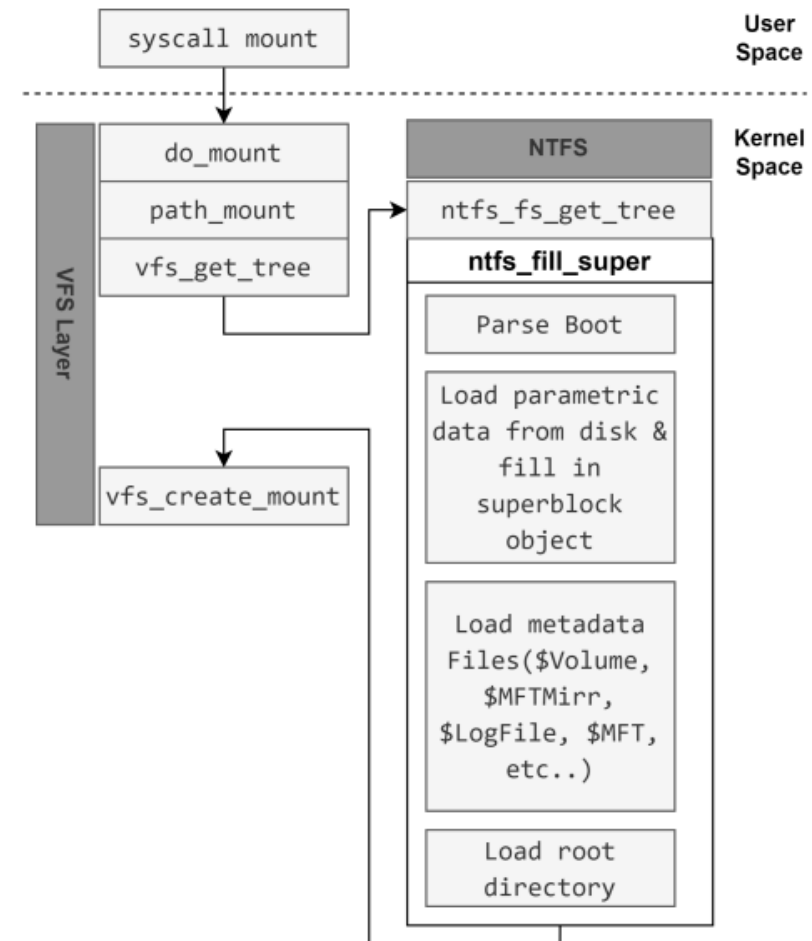 syscall mount
User
Space
do_mount
path_mount
vfs_get_tree
VFS Layer
vfs_create_mount
NTFS
Kernel
Space
ntfs_fs_get_tree
ntfs_fill_super
Parse Boot
Load parametric
data from disk &
fill in
superblock
object
Load metadata
Files($Volume,
$MFTMirr,
$LogFile, $MFT,
etc..)
Load root
directory